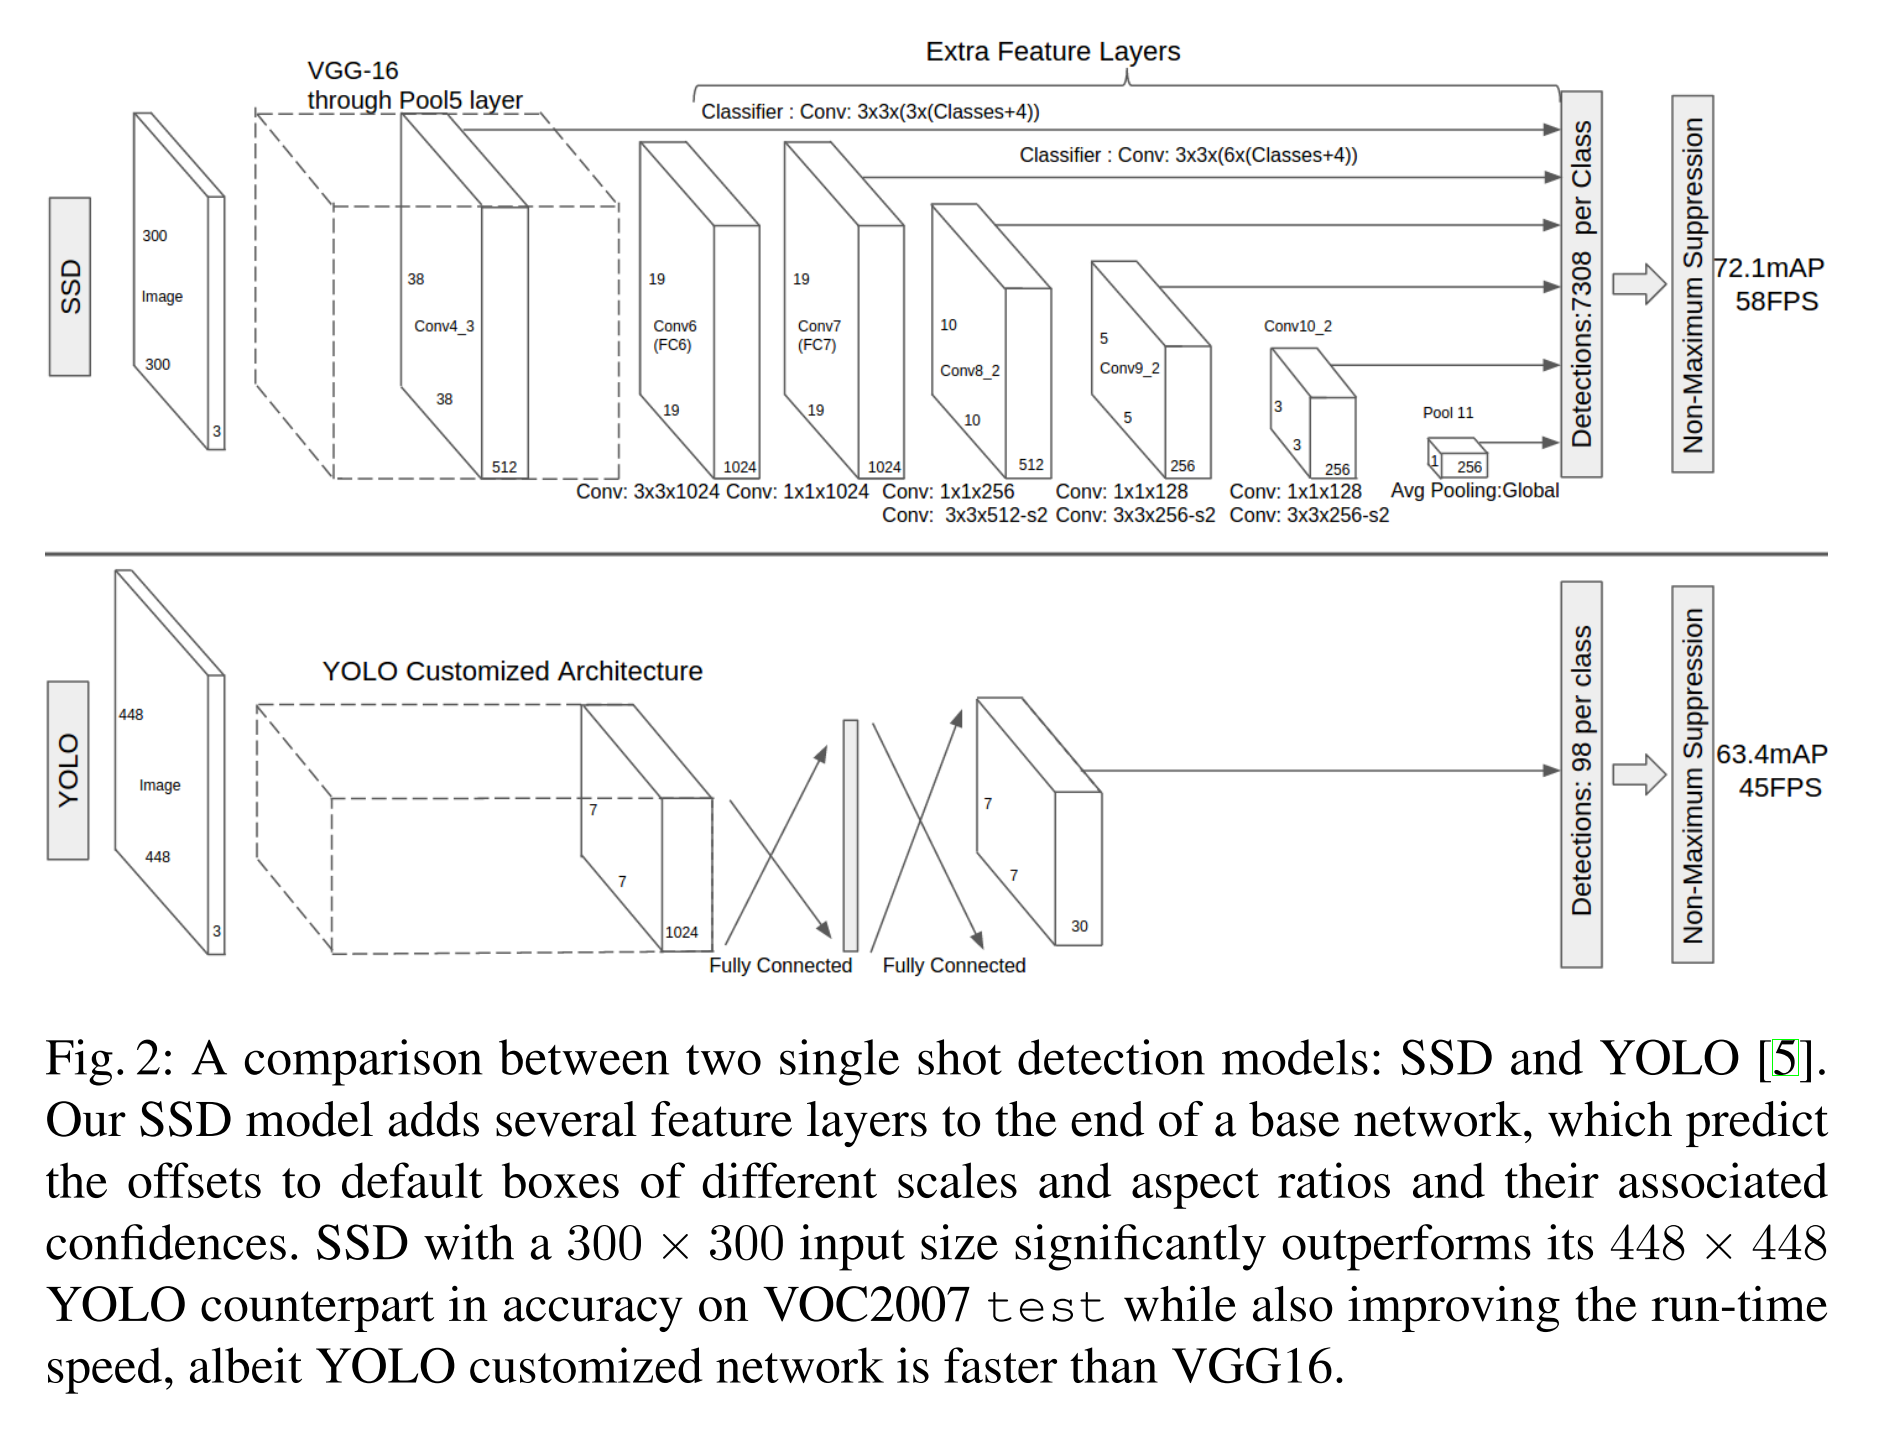 Extra Feature Layers
VGG-16
through Pool5 layer
Classifier : Conv: 3x3x(3x(Classes+4))
Classifier : Conv: 3x3x(6x(Classes+4))
SSD
300
Image
300
3
38
Conv4_3
38
512
19
Conv6
(FC6)
19
1024
19
Conv7
(FC7)
19
1024
10
Conv8_2
10
512
5
Conv9_2
5
256
Conv10_2
3
3
256
Pool 11
1
256
Conv: 3x3x1024
Conv: 1x1x1024
Conv: 1x1x256
Conv: 3x3x512-s2
Conv: 1x1x128
Conv: 3x3x256-s2
Conv: 1x1x128
Conv: 3x3x256-s2
Avg Pooling:Global
Detections:7308 per Class
Non-Maximum Suppression
72.1mAP
58FPS
YOLO
448
Image
448
3
YOLO Customized Architecture
7
7
1024
Fully Connected
Fully Connected
7
7
30
Detections: 98 per class
Non-Maximum Suppression
63.4mAP
45FPS
Fig. 2: A comparison between two single shot detection models: SSD and YOLO [5].
Our SSD model adds several feature layers to the end of a base network, which predict
the offsets to default boxes of different scales and aspect ratios and their associated
confidences. SSD with a 300 × 300 input size significantly outperforms its 448 × 448
YOLO counterpart in accuracy on VOC2007 test while also improving the run-time
speed, albeit YOLO customized network is faster than VGG16.